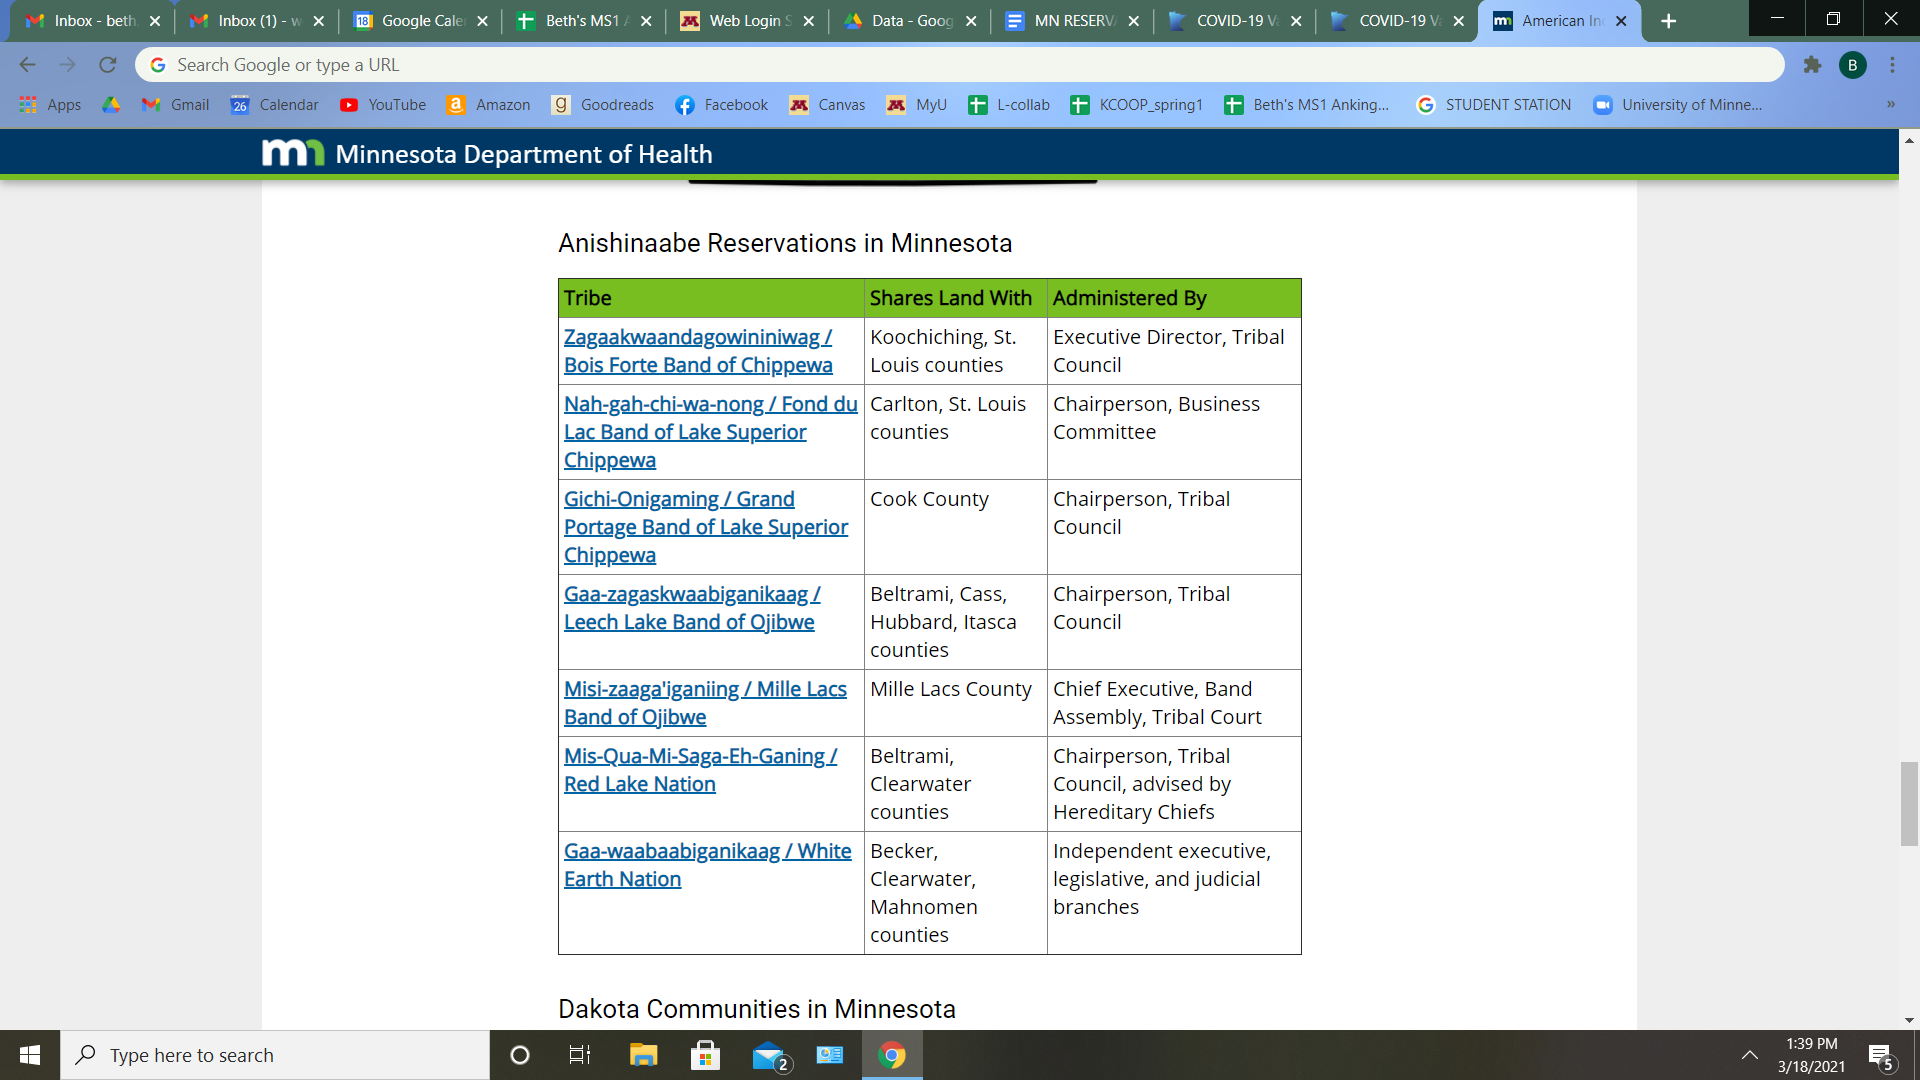 Inbox - beth.
Inbox (1) - w
Google Cale
Beth's MS1 A
Web Login S
Data - Goog
MN RESERVA
COVID-19 Va
COVID-19 Va
American In
Search Google or type a URL
B
Apps
Gmail
26 Calendar
YouTube
Amazon
Goodreads
Facebook
Canvas
MyU
L-collab
KCOOP_spring1
Beth's MS1 Anking...
STUDENT STATION
University of Minne...
»
mn Minnesota Department of Health
Anishinaabe Reservations in Minnesota
Tribe Shares Land With Administered By
Zagaakwaandagowininiwag / Koochiching, St. Executive Director, Tribal
Bois Forte Band of Chippewa Louis counties Council
Nah-gah-chi-wa-nong / Fond du Carlton, St. Louis Chairperson, Business
Lac Band of Lake Superior counties Committee
Chippewa
Gichi-Onigaming / Grand Cook County Chairperson, Tribal
Portage Band of Lake Superior Council
Chippewa
Gaa-zagaskwaabiganikaag / Beltrami, Cass, Chairperson, Tribal
Leech Lake Band of Ojibwe Hubbard, Itasca Council
counties
Misi-zaaga'iganiing / Mille Lacs Mille Lacs County Chief Executive, Band
Band of Ojibwe Assembly, Tribal Court
Mis-Qua-Mi-Saga-Eh-Ganing / Beltrami, Chairperson, Tribal
Red Lake Nation Clearwater Council, advised by
counties Hereditary Chiefs
Gaa-waabaabiganikaag / White Becker, Independent executive,
Earth Nation Clearwater, legislative, and judicial
Mahnomen branches
counties
Dakota Communities in Minnesota
Type here to search
2
1:39 PM
3/18/2021
5